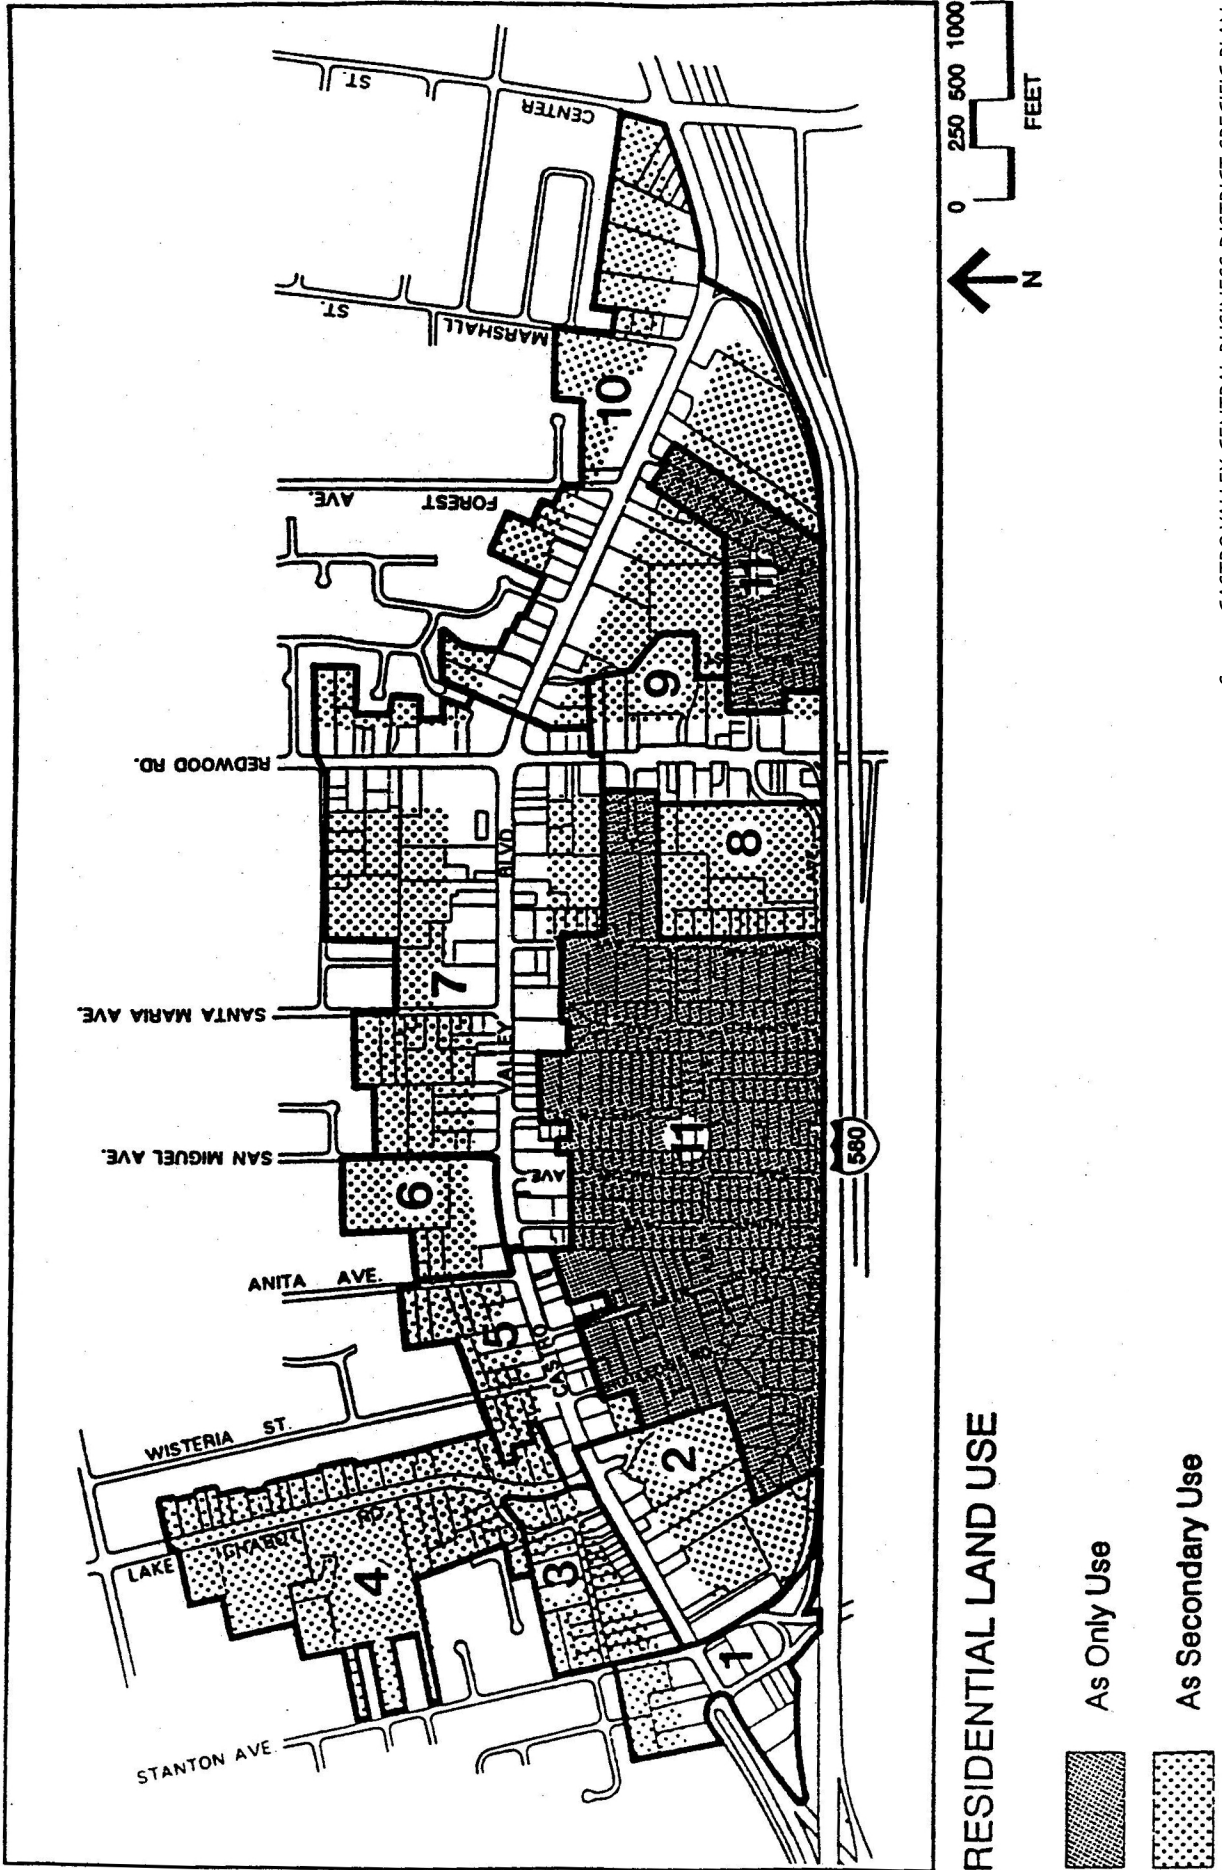 STANTON AVE.
LAKE CHABOT RD
WISTERIA ST.
ANITA AVE.
SAN MIGUEL AVE.
SANTA MARIA AVE.
REDWOOD RD.
FOREST AVE.
MARSHALL ST.
CENTER ST.
CASTRO VALLEY BLVD
AVE
1
2
3
4
5
6
7
8
9
10
11
11
580
RESIDENTIAL LAND USE
As Only Use
As Secondary Use
N
0 250 500 1000
FEET